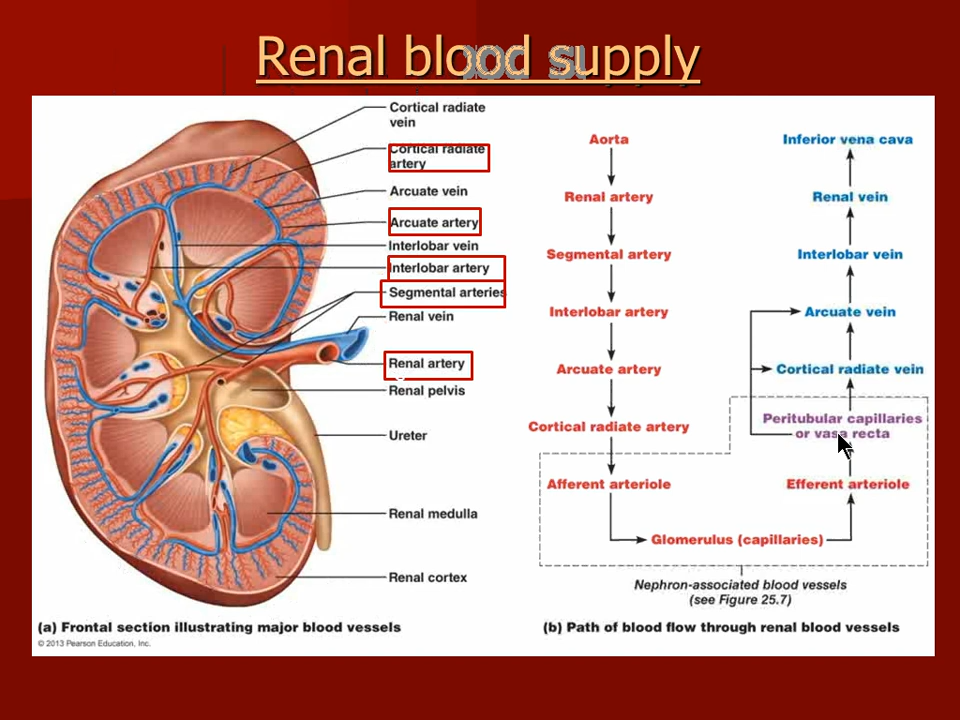 Renal blood supply
Cortical radiate
vein
Cortical radiate
artery
Arcuate vein
Arcuate artery
Interlobar vein
Interlobar artery
Segmental arteries
Renal vein
Renal artery
Renal pelvis
Ureter
Renal medulla
Renal cortex
(a) Frontal section illustrating major blood vessels
© 2013 Pearson Education, Inc.
Aorta
Renal artery
Segmental artery
Interlobar artery
Arcuate artery
Cortical radiate artery
Afferent arteriole
Glomerulus (capillaries)
Efferent arteriole
Peritubular capillaries
or vasa recta
Cortical radiate vein
Arcuate vein
Interlobar vein
Renal vein
Inferior vena cava
Nephron-associated blood vessels
(see Figure 25.7)
(b) Path of blood flow through renal blood vessels